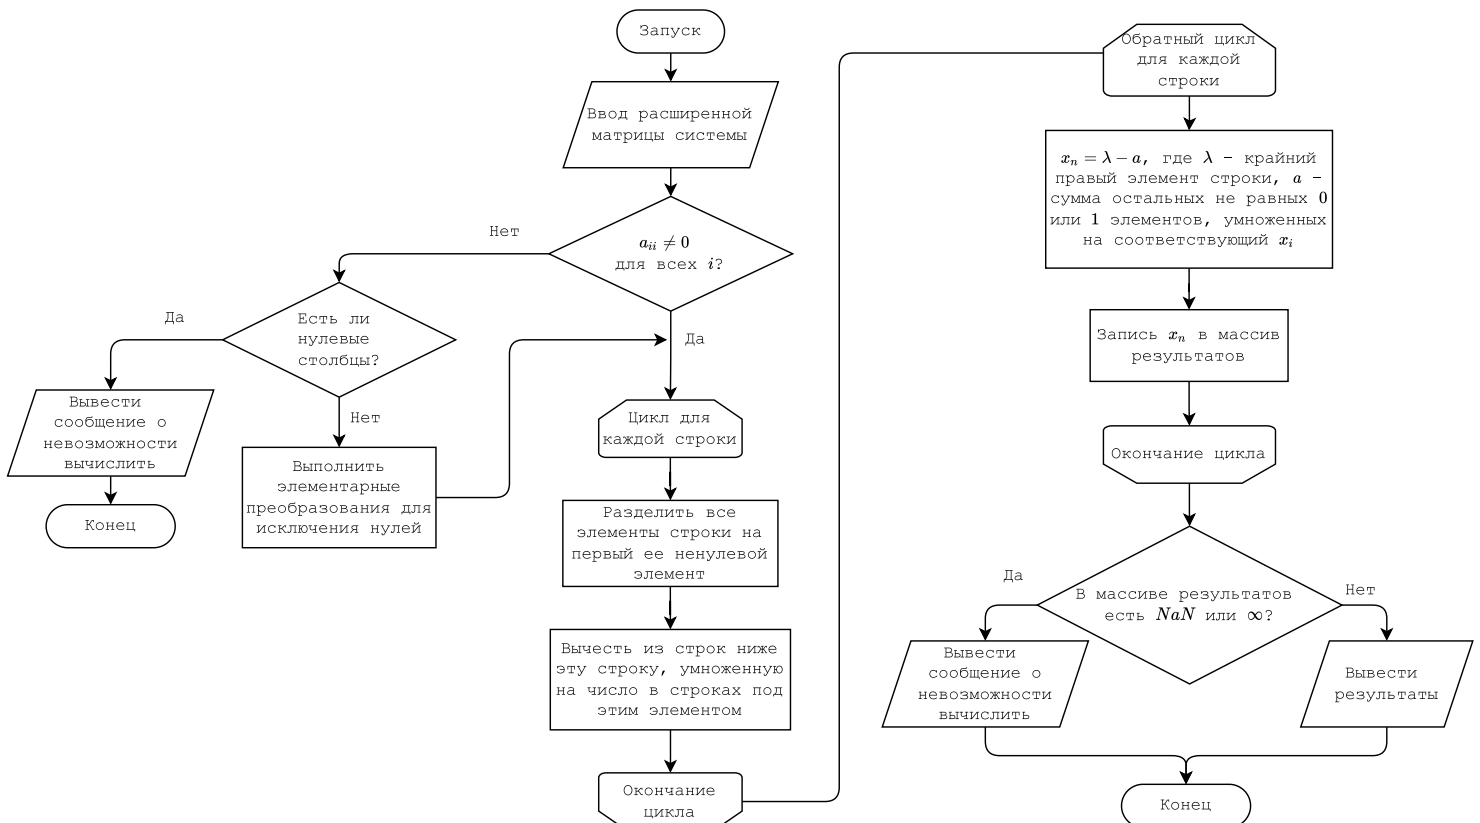 Запуск
Ввод расширенной
матрицы системы
a_{ii} ≠ 0
для всех i?
Нет
Да
Есть ли
нулевые
столбцы?
Да
Нет
Вывести
сообщение о
невозможности
вычислить
Конец
Выполнить
элементарные
преобразования для
исключения нулей
Цикл для
каждой строки
Разделить все
элементы строки на
первый ее ненулевой
элемент
Вычесть из строк ниже
эту строку, умноженную
на число в строках под
этим элементом
Окончание
цикла
Обратный цикл
для каждой
строки
x_n = λ − a, где λ − крайний
правый элемент строки, a −
сумма остальных не равных 0
или 1 элементов, умноженных
на соответствующий x_i
Запись x_n в массив
результатов
Окончание цикла
В массиве результатов
есть NaN или ∞?
Да
Нет
Вывести
сообщение о
невозможности
вычислить
Вывести
результаты
Конец